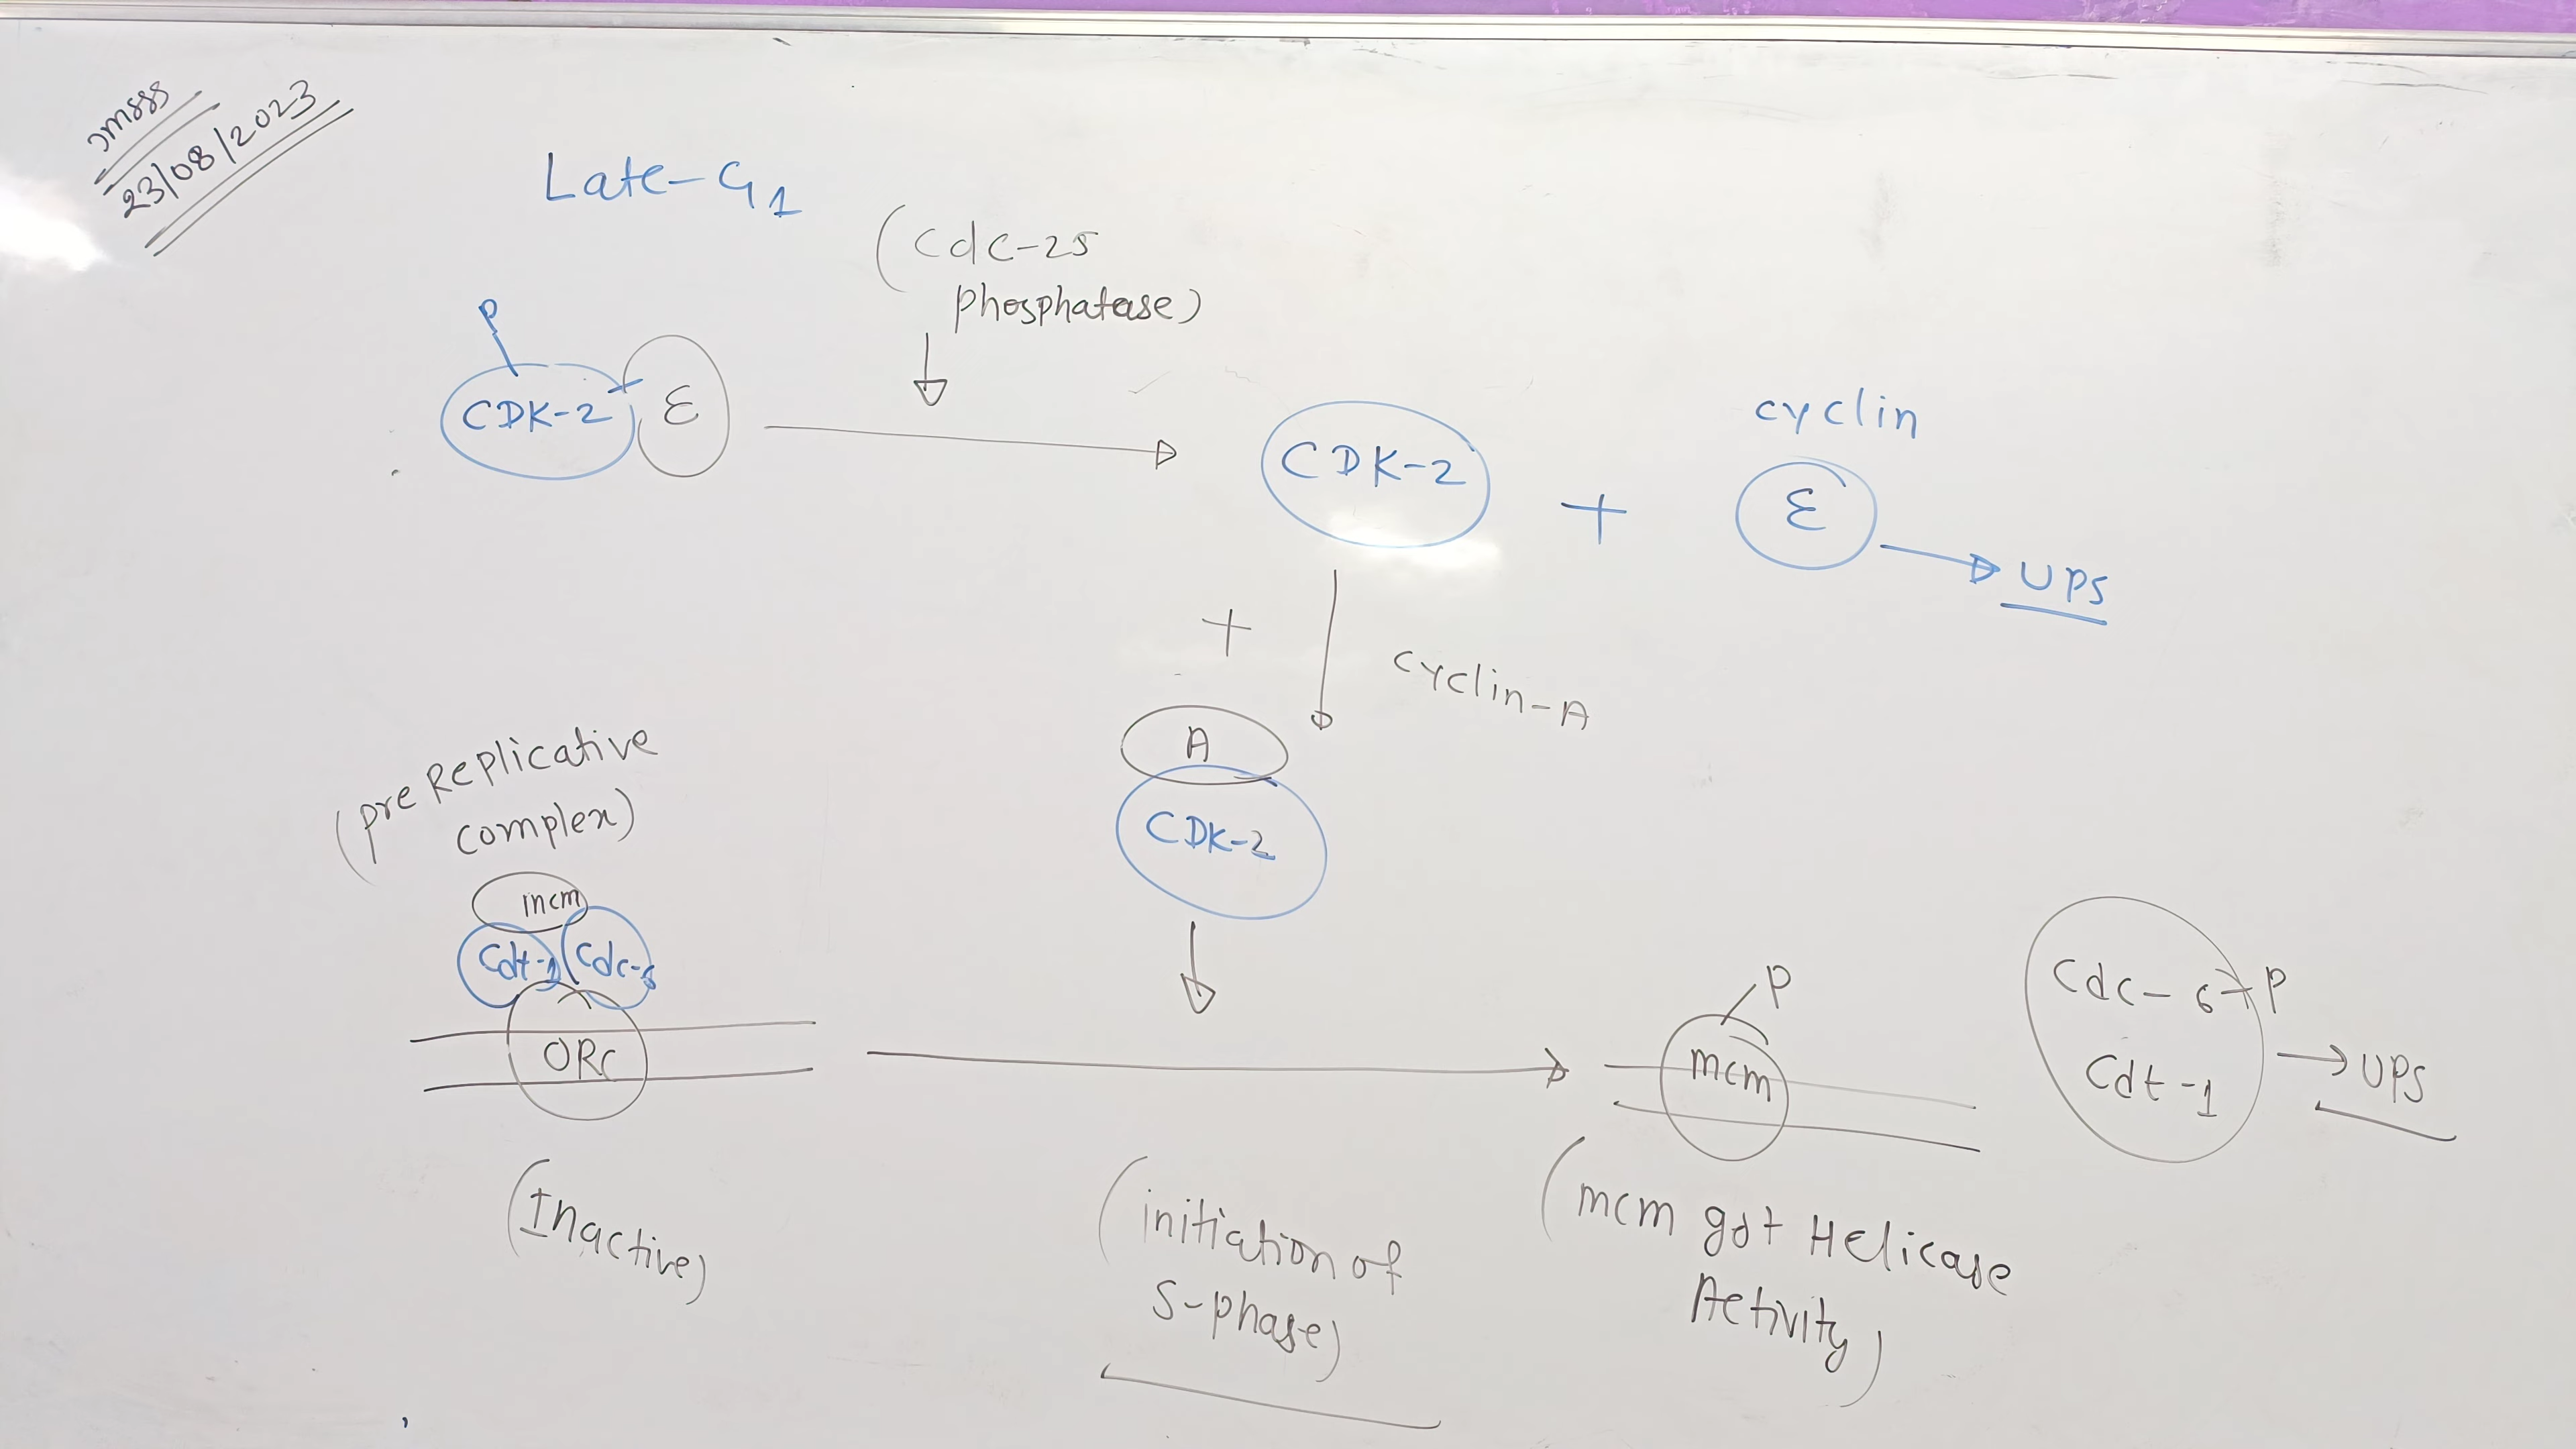 23/08/2023
Late-G1
(Cdc-25
phosphatase)
P
CDK-2
E
CDK-2
+
cyclin
E
UPS
+
cyclin-A
A
CDK-2
(pre Replicative
complex)
mcm
Cdt-1
Cdc-6
ORC
(Inactive)
(initiation of
S-phase)
P
mcm
(mcm got Helicase
Activity)
Cdc-6-P
Cdt-1
UPS